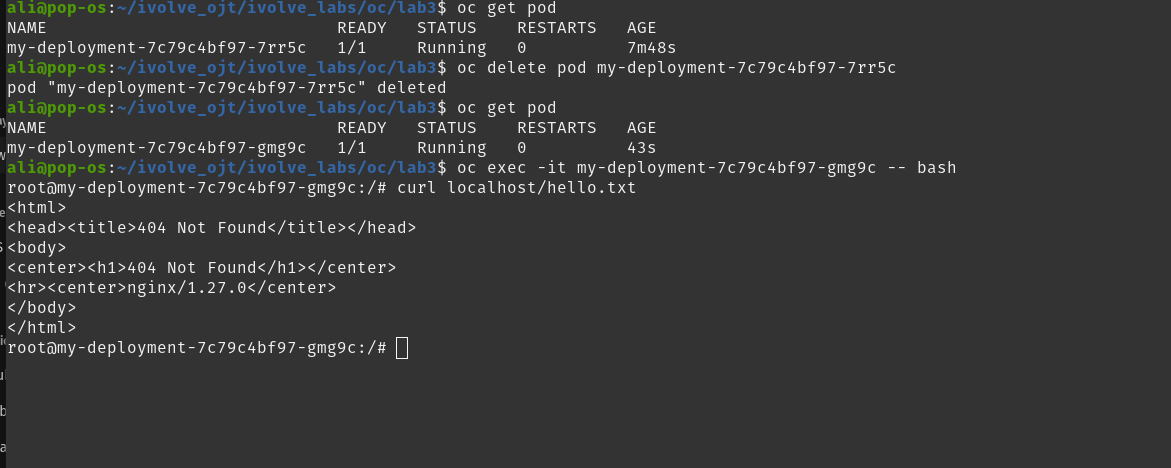 ali@pop-os:~/ivolve_ojt/ivolve_labs/oc/lab3$ oc get pod
NAME                             READY   STATUS    RESTARTS   AGE
my-deployment-7c79c4bf97-7rr5c   1/1     Running   0          7m48s
ali@pop-os:~/ivolve_ojt/ivolve_labs/oc/lab3$ oc delete pod my-deployment-7c79c4bf97-7rr5c
pod "my-deployment-7c79c4bf97-7rr5c" deleted
ali@pop-os:~/ivolve_ojt/ivolve_labs/oc/lab3$ oc get pod
NAME                             READY   STATUS    RESTARTS   AGE
my-deployment-7c79c4bf97-gmg9c   1/1     Running   0          43s
ali@pop-os:~/ivolve_ojt/ivolve_labs/oc/lab3$ oc exec -it my-deployment-7c79c4bf97-gmg9c -- bash
root@my-deployment-7c79c4bf97-gmg9c:/# curl localhost/hello.txt
<html>
<head><title>404 Not Found</title></head>
<body>
<center><h1>404 Not Found</h1></center>
<hr><center>nginx/1.27.0</center>
</body>
</html>
root@my-deployment-7c79c4bf97-gmg9c:/#